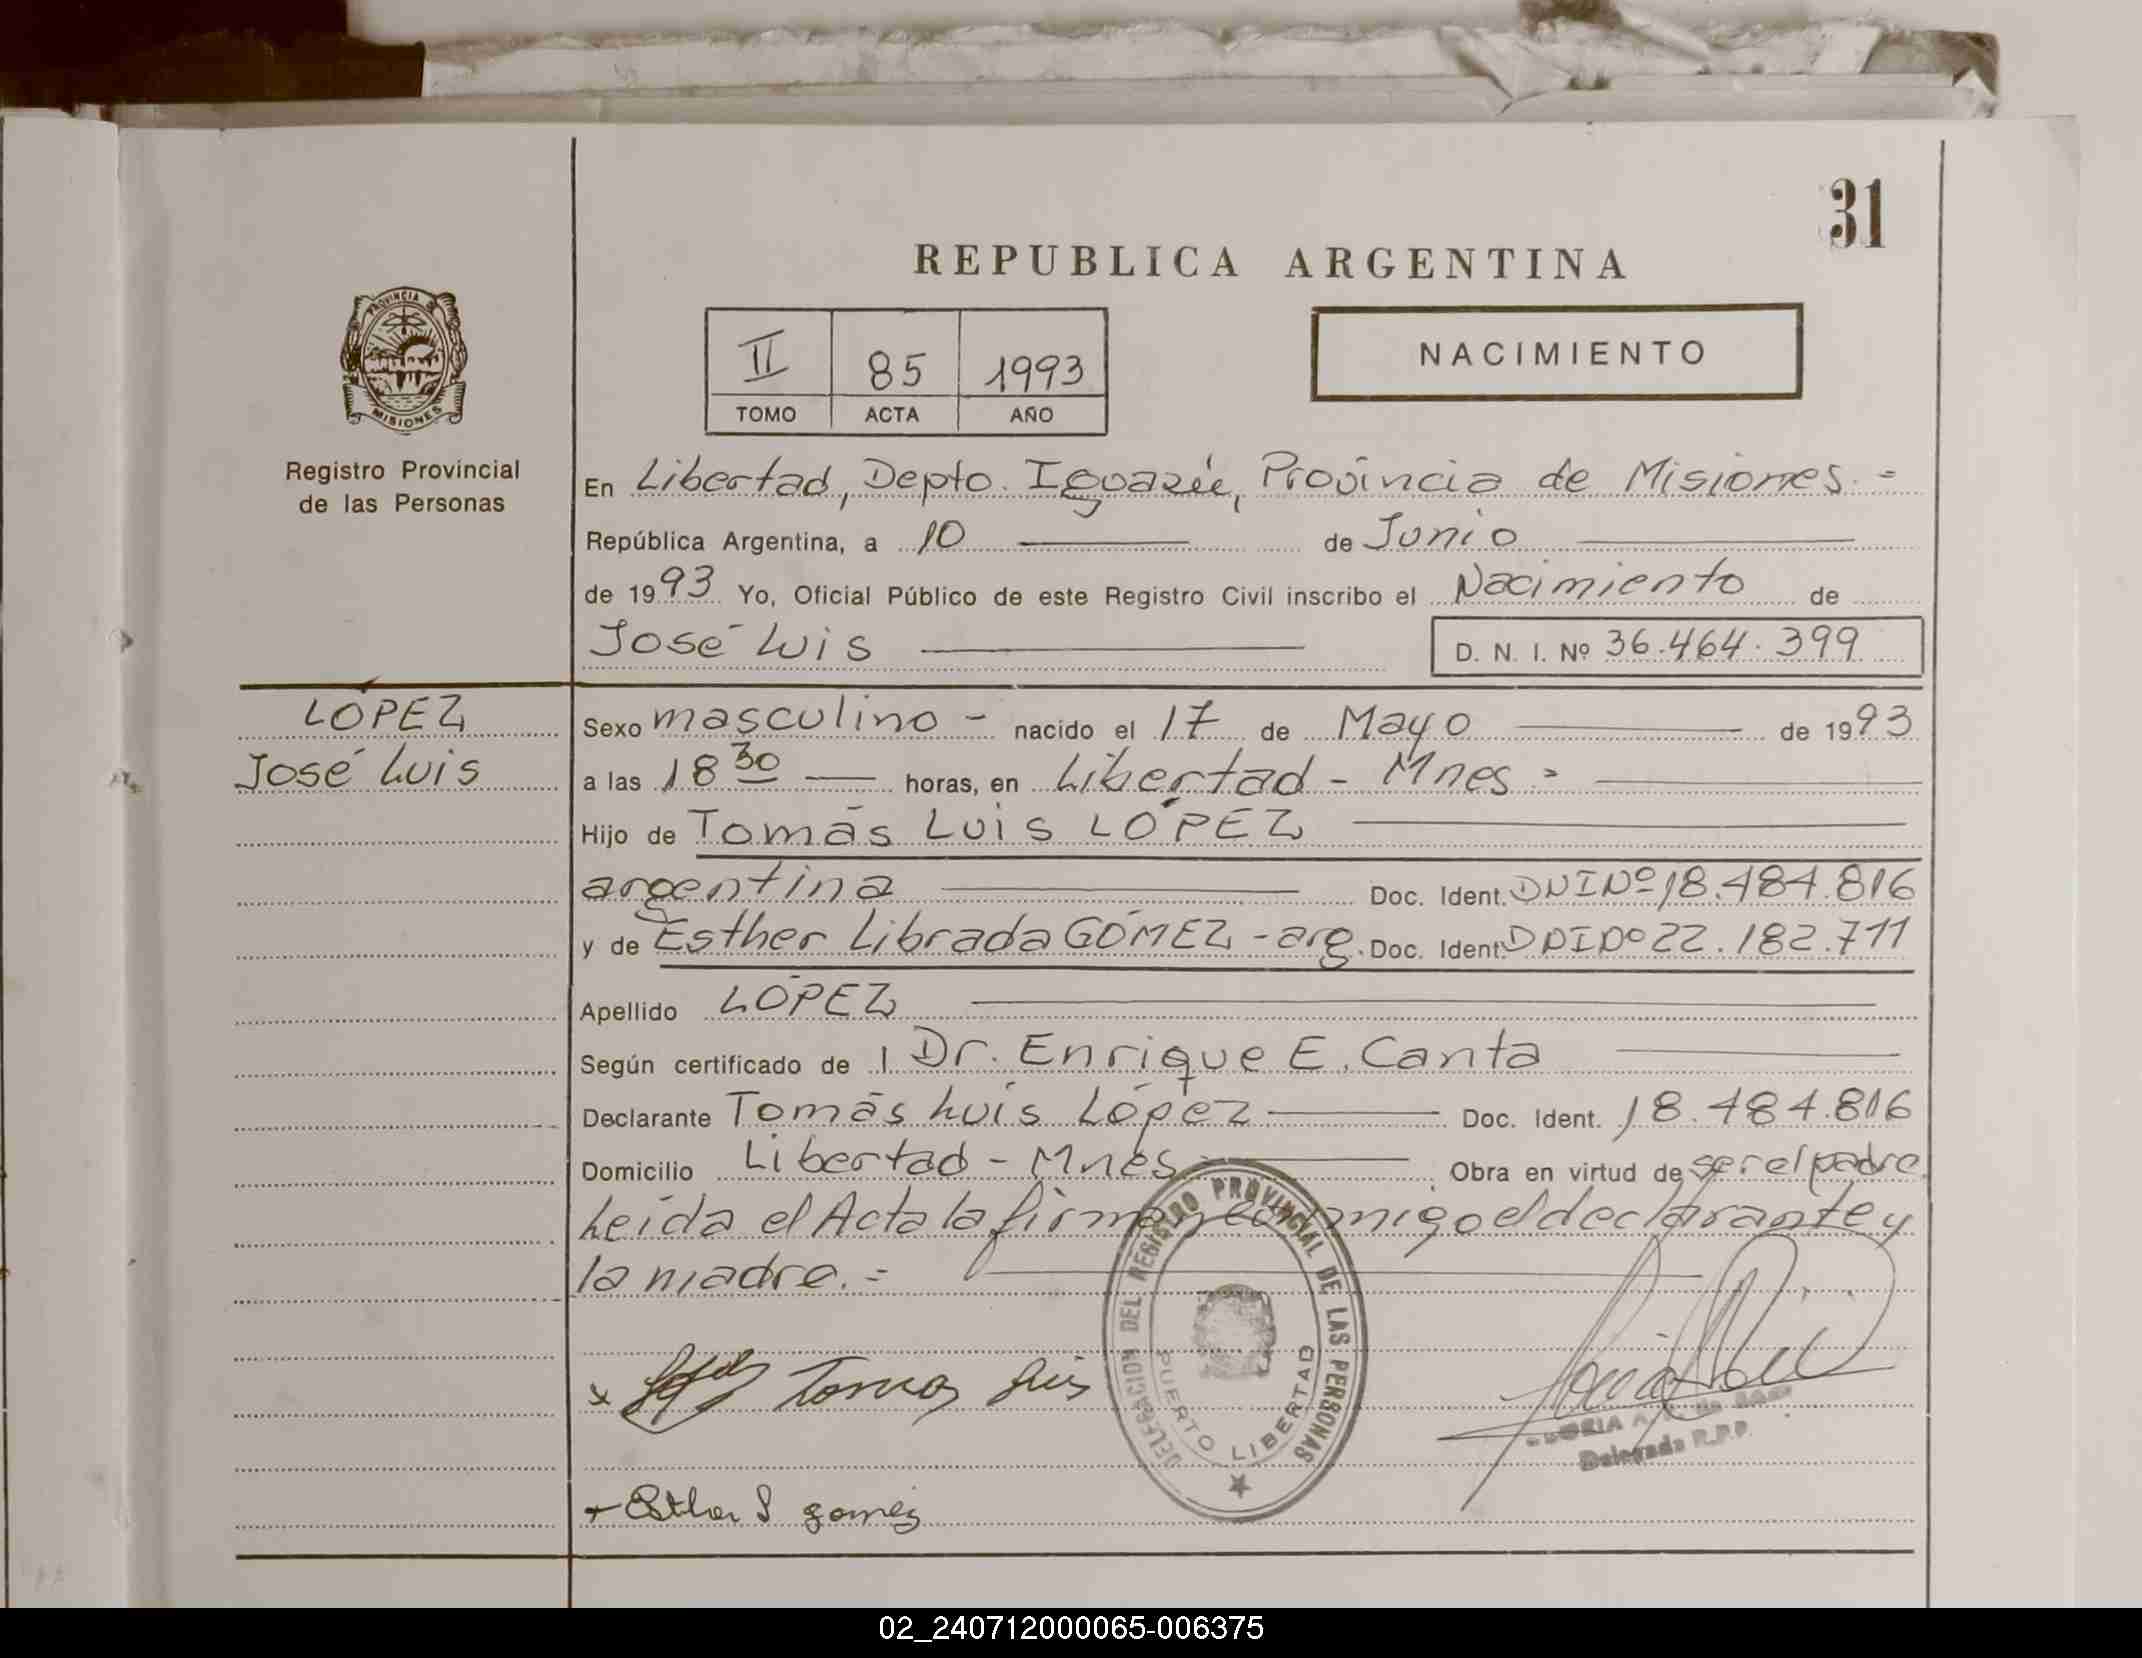 31
REPUBLICA ARGENTINA
PROVINCIA DE
MISIONES
Registro Provincial
de las Personas
II 85 1993
TOMO ACTA AÑO
NACIMIENTO
En Libertad, Depto. Iguazú, Provincia de Misiones.=
República Argentina, a 10 de Junio
de 1993 Yo, Oficial Público de este Registro Civil inscribo el Nacimiento de
José Luis D. N. I. Nº 36.464.399
LÓPEZ
José Luis
Sexo masculino - nacido el 17 de Mayo de 1993
a las 18 30 horas, en Libertad - Mnes =
Hijo de Tomás Luis LÓPEZ
argentina Doc. Ident. DNI Nº 18.484.816
y de Esther Librada GÓMEZ - arg. Doc. Ident. DNI Nº 22.182.711
Apellido LÓPEZ
Según certificado de l Dr. Enrique E. Canta
Declarante Tomás Luis López Doc. Ident. 18.484.816
Domicilio Libertad - Mnes - Obra en virtud de ser el padre
Leída el Acta la firman conmigo el declarante y
la madre.=
x Tomas Luis
DELEGACION DEL REGISTRO PROVINCIAL DE LAS PERSONAS
PUERTO LIBERTAD
Delegada R.P.P.
+ Esther gomez
02_240712000065-006375